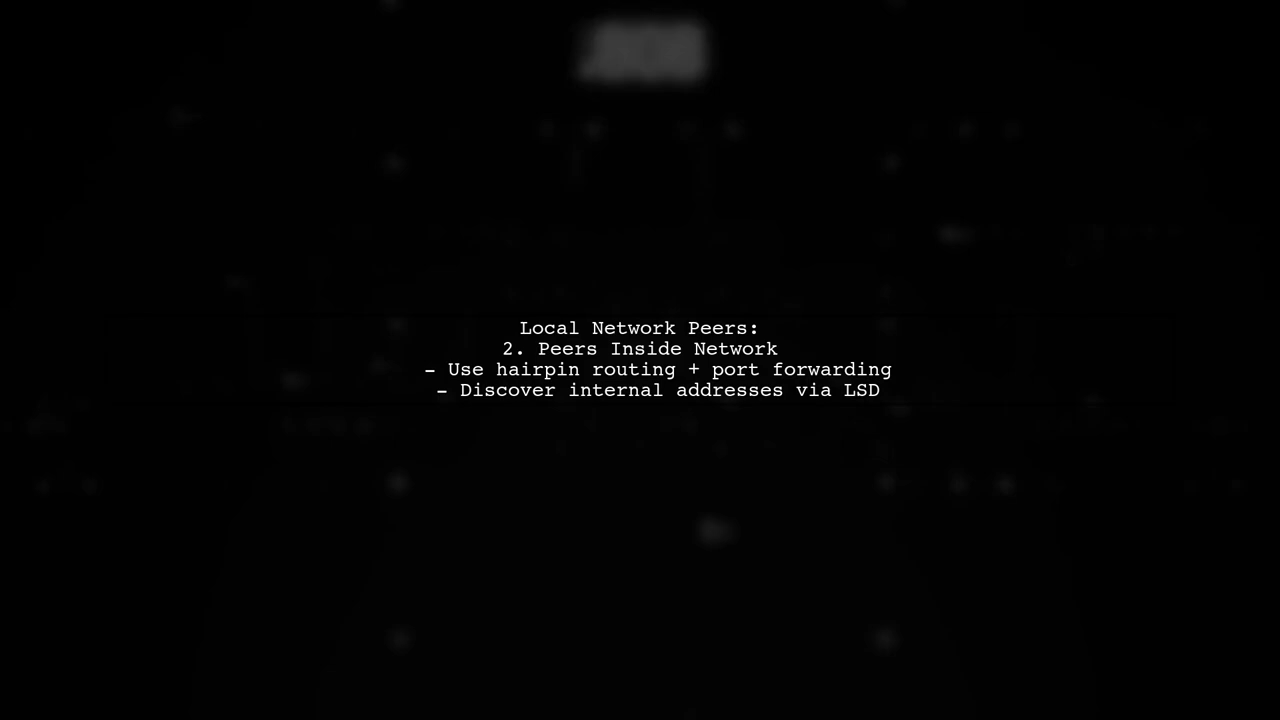 Local Network Peers:
2. Peers Inside Network
- Use hairpin routing + port forwarding
- Discover internal addresses via LSD